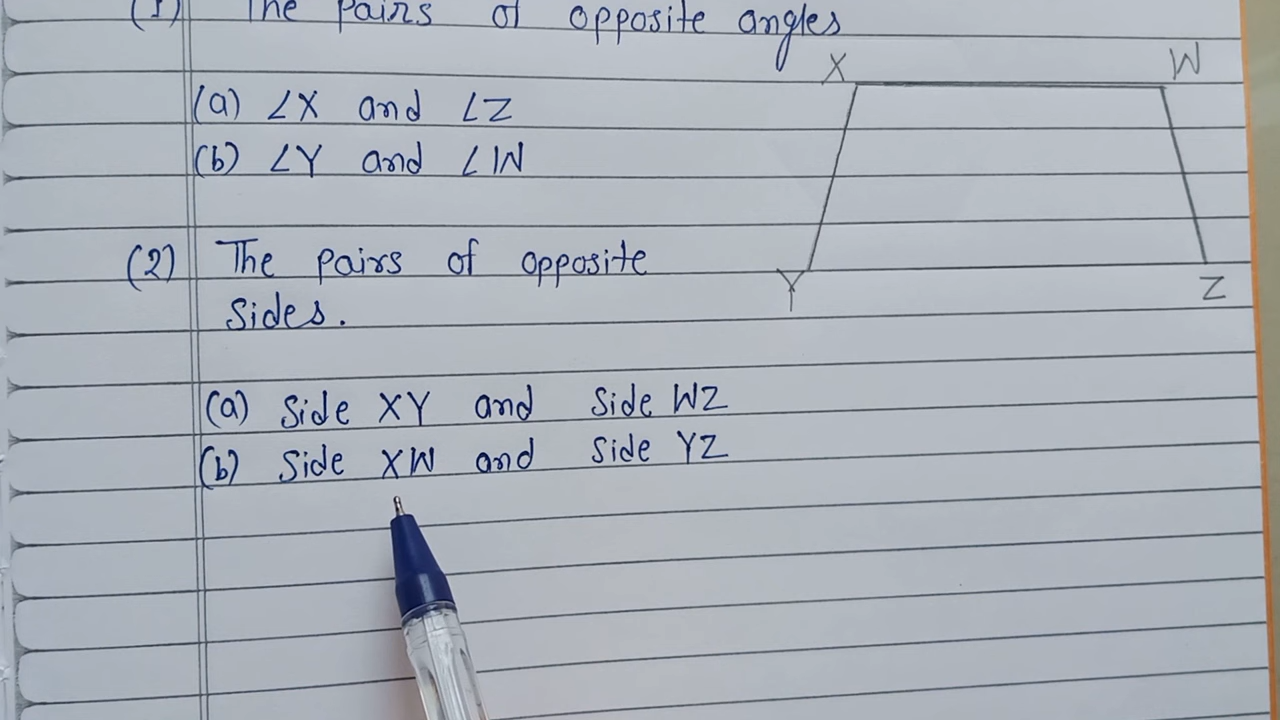 (1) The pairs of opposite angles
(a) ∠X and ∠Z
(b) ∠Y and ∠W
(2) The pairs of opposite
Sides.
(a) Side XY and Side WZ
(b) Side XW and Side YZ
X W
Y Z